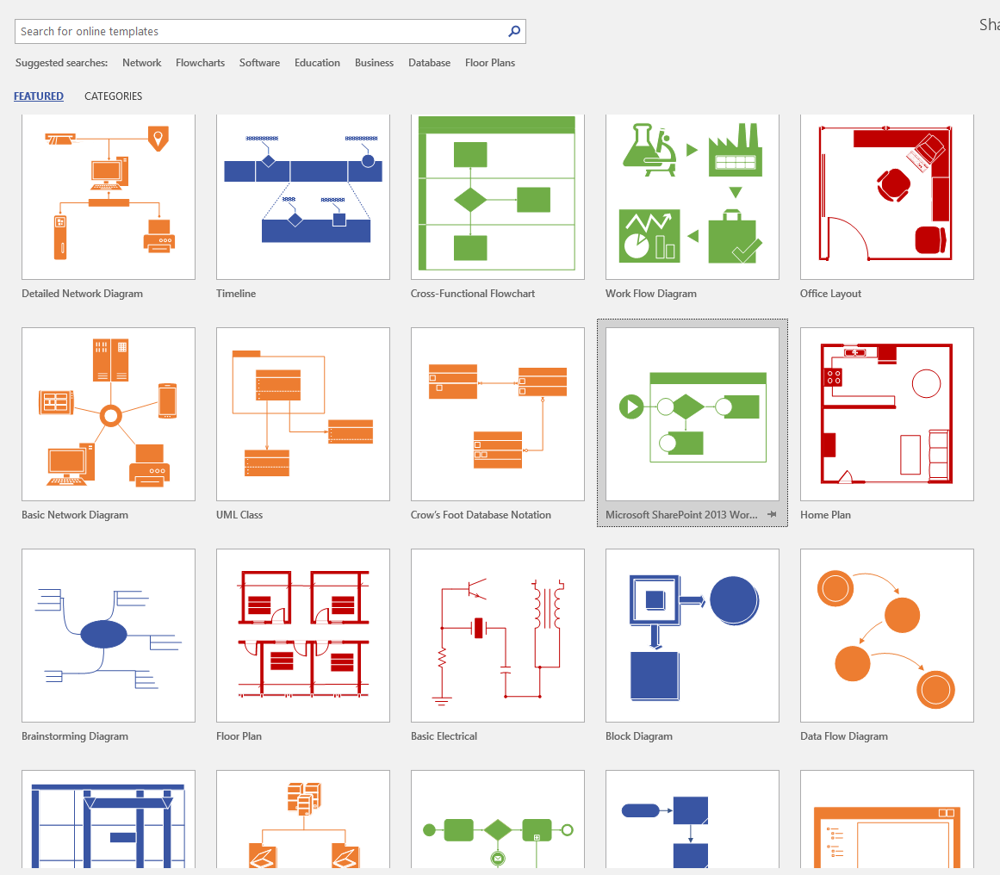 Sha
Search for online templates
Suggested searches: Network Flowcharts Software Education Business Database Floor Plans
FEATURED CATEGORIES
Detailed Network Diagram Timeline Cross-Functional Flowchart Work Flow Diagram Office Layout
Basic Network Diagram UML Class Crow's Foot Database Notation Microsoft SharePoint 2013 Wor... Home Plan
Brainstorming Diagram Floor Plan Basic Electrical Block Diagram Data Flow Diagram